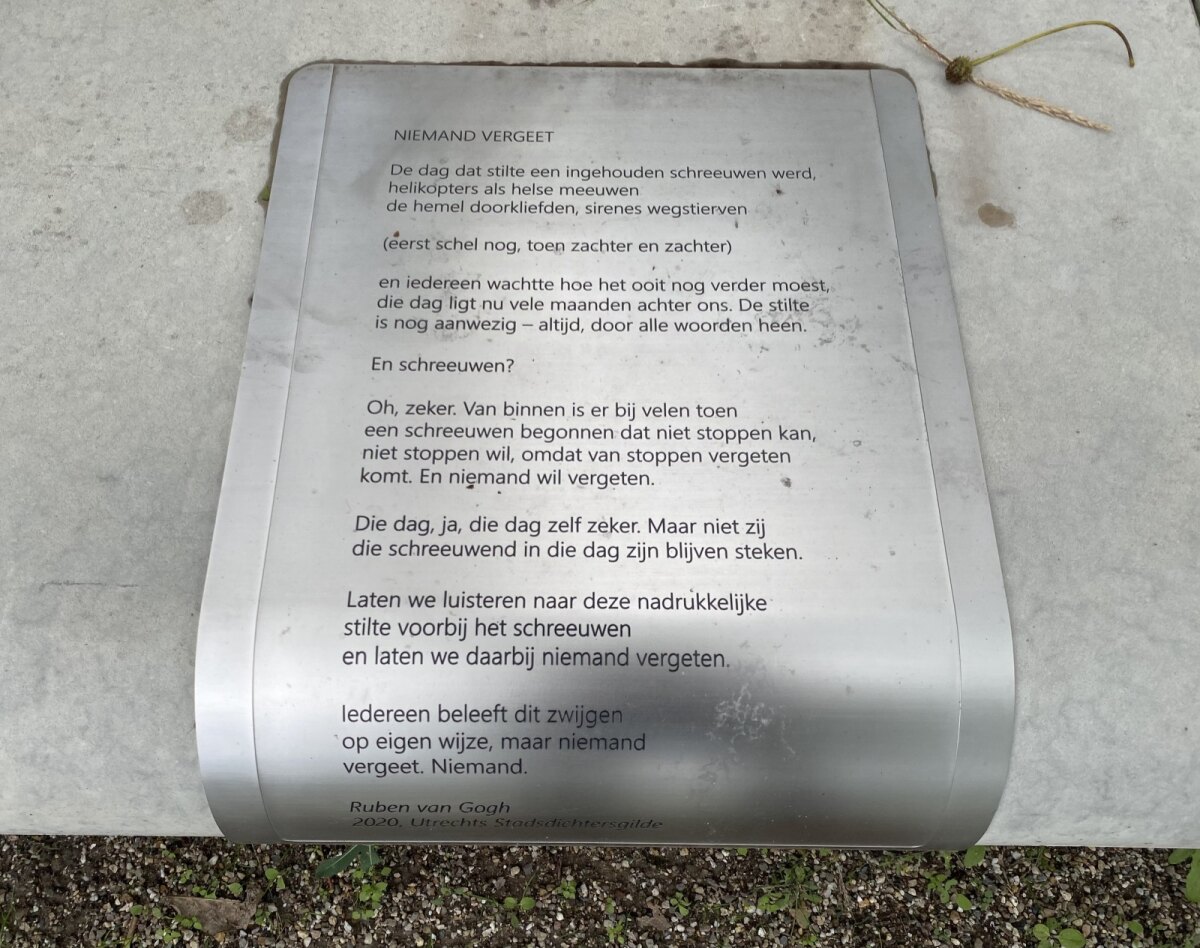 NIEMAND VERGEET
De dag dat stilte een ingehouden schreeuwen werd,
helikopters als helse meeuwen
de hemel doorkliefden, sirenes wegstierven
(eerst schel nog, toen zachter en zachter)
en iedereen wachtte hoe het ooit nog verder moest,
die dag ligt nu vele maanden achter ons. De stilte
is nog aanwezig – altijd, door alle woorden heen.
En schreeuwen?
Oh, zeker. Van binnen is er bij velen toen
een schreeuwen begonnen dat niet stoppen kan,
niet stoppen wil, omdat van stoppen vergeten
komt. En niemand wil vergeten.
Die dag, ja, die dag zelf zeker. Maar niet zij
die schreeuwend in die dag zijn blijven steken.
Laten we luisteren naar deze nadrukkelijke
stilte voorbij het schreeuwen
en laten we daarbij niemand vergeten.
Iedereen beleeft dit zwijgen
op eigen wijze, maar niemand
vergeet. Niemand.
Ruben van Gogh
2020, Utrechts Stadsdichtersgilde